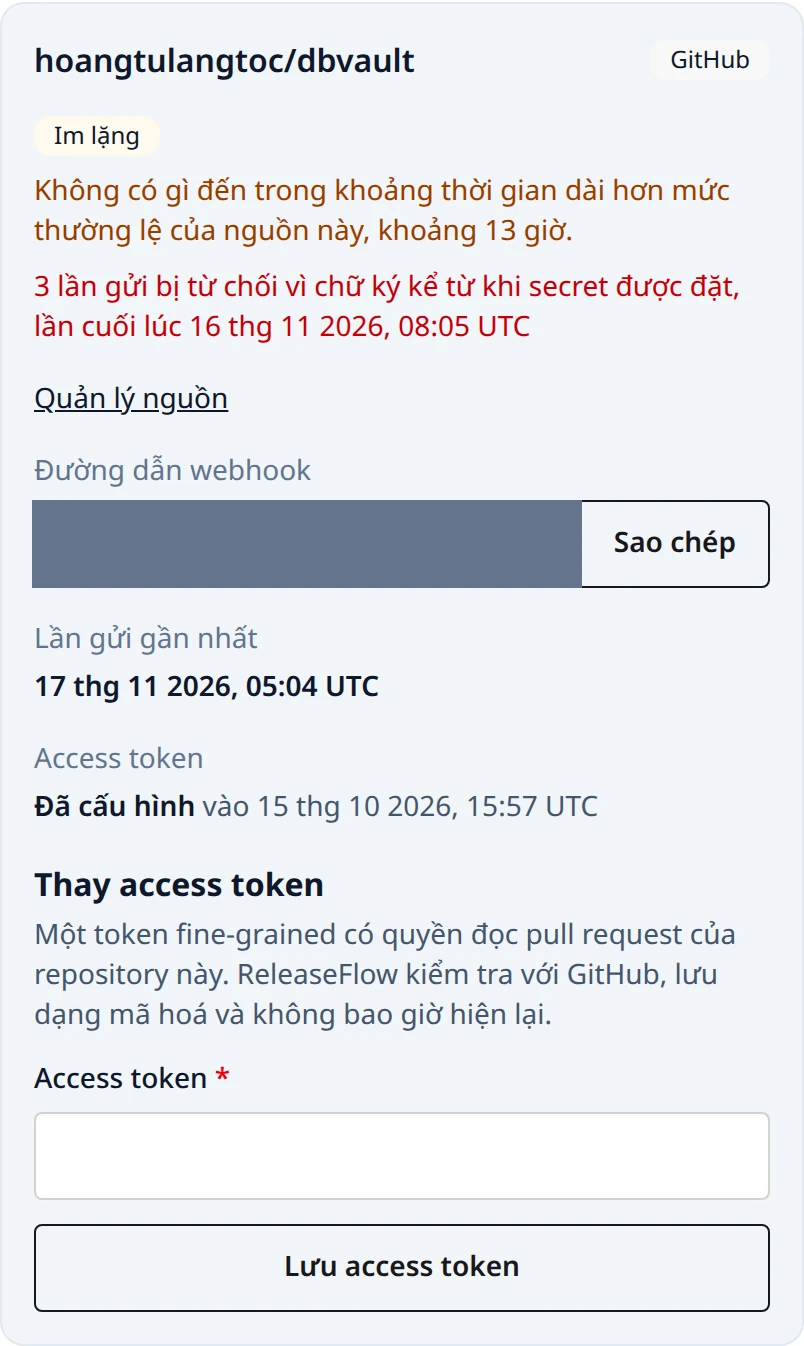 hoangtulangtoc/dbvault
GitHub
Im lặng
Không có gì đến trong khoảng thời gian dài hơn mức
thường lệ của nguồn này, khoảng 13 giờ.
3 lần gửi bị từ chối vì chữ ký kể từ khi secret được đặt,
lần cuối lúc 16 thg 11 2026, 08:05 UTC
Quản lý nguồn
Đường dẫn webhook
Sao chép
Lần gửi gần nhất
17 thg 11 2026, 05:04 UTC
Access token
Đã cấu hình vào 15 thg 10 2026, 15:57 UTC
Thay access token
Một token fine-grained có quyền đọc pull request của
repository này. ReleaseFlow kiểm tra với GitHub, lưu
dạng mã hoá và không bao giờ hiện lại.
Access token *
Lưu access token